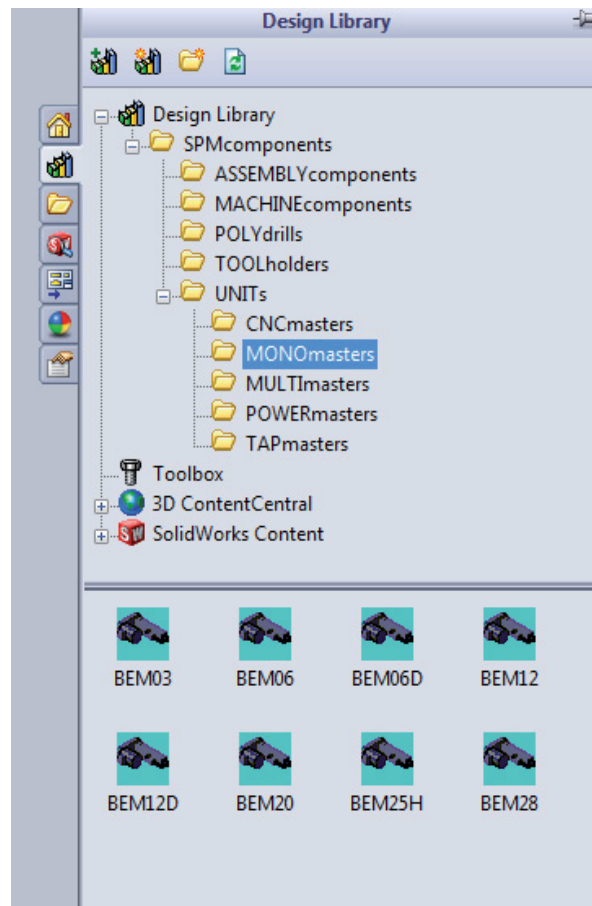 Design Library
Design Library
SPMcomponents
ASSEMBLYcomponents
MACHINEcomponents
POLYdrills
TOOLholders
UNITs
CNCmasters
MONOmasters
MULTImasters
POWERmasters
TAPmasters
Toolbox
3D ContentCentral
SolidWorks Content
BEM03 BEM06 BEM06D BEM12
BEM12D BEM20 BEM25H BEM28